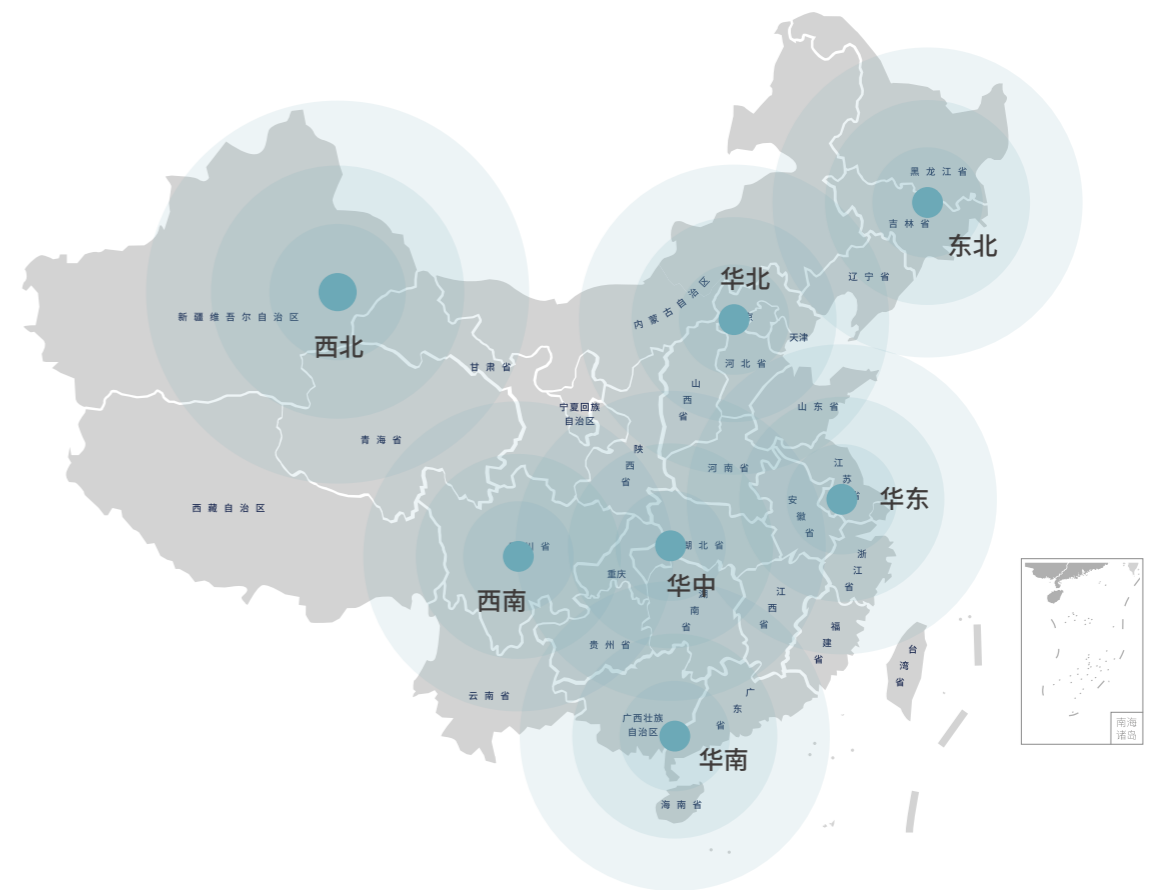 黑龙江省
吉林省
东北
辽宁省
华北
内蒙古自治区
京
天津
新疆维吾尔自治区
西北
甘肃省
河北省
山西省
宁夏回族
自治区
山东省
青海省
陕西省
河南省
江苏省
华东
安徽省
西藏自治区
川省
湖北省
重庆
华中
浙江省
西南
湖南省
江西省
福建省
贵州省
台湾省
云南省
广东省
广西壮族
自治区
华南
海南省
南海
诸岛